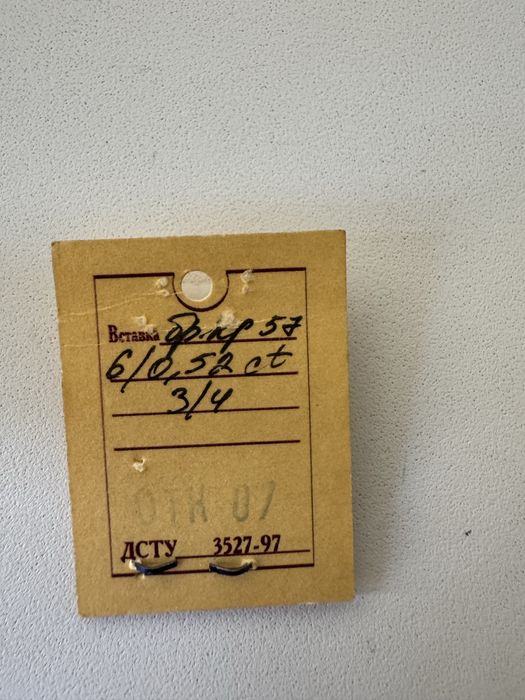 Вставка бр.кр 57
6/0,52 ct
3/4
ОТК 07
ДСТУ 3527-97